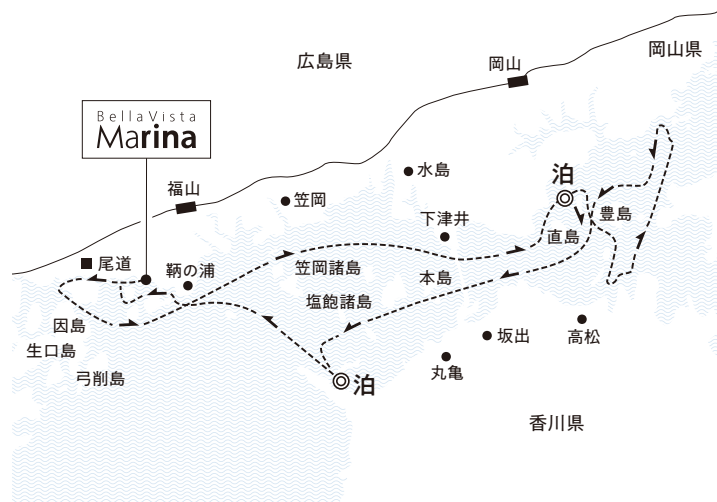 広島県
岡山
岡山県
BellaVista
Marina
福山
笠岡
水島
泊
下津井
直島
豊島
尾道
鞆の浦
笠岡諸島
本島
塩飽諸島
因島
生口島
弓削島
坂出
高松
丸亀
泊
香川県